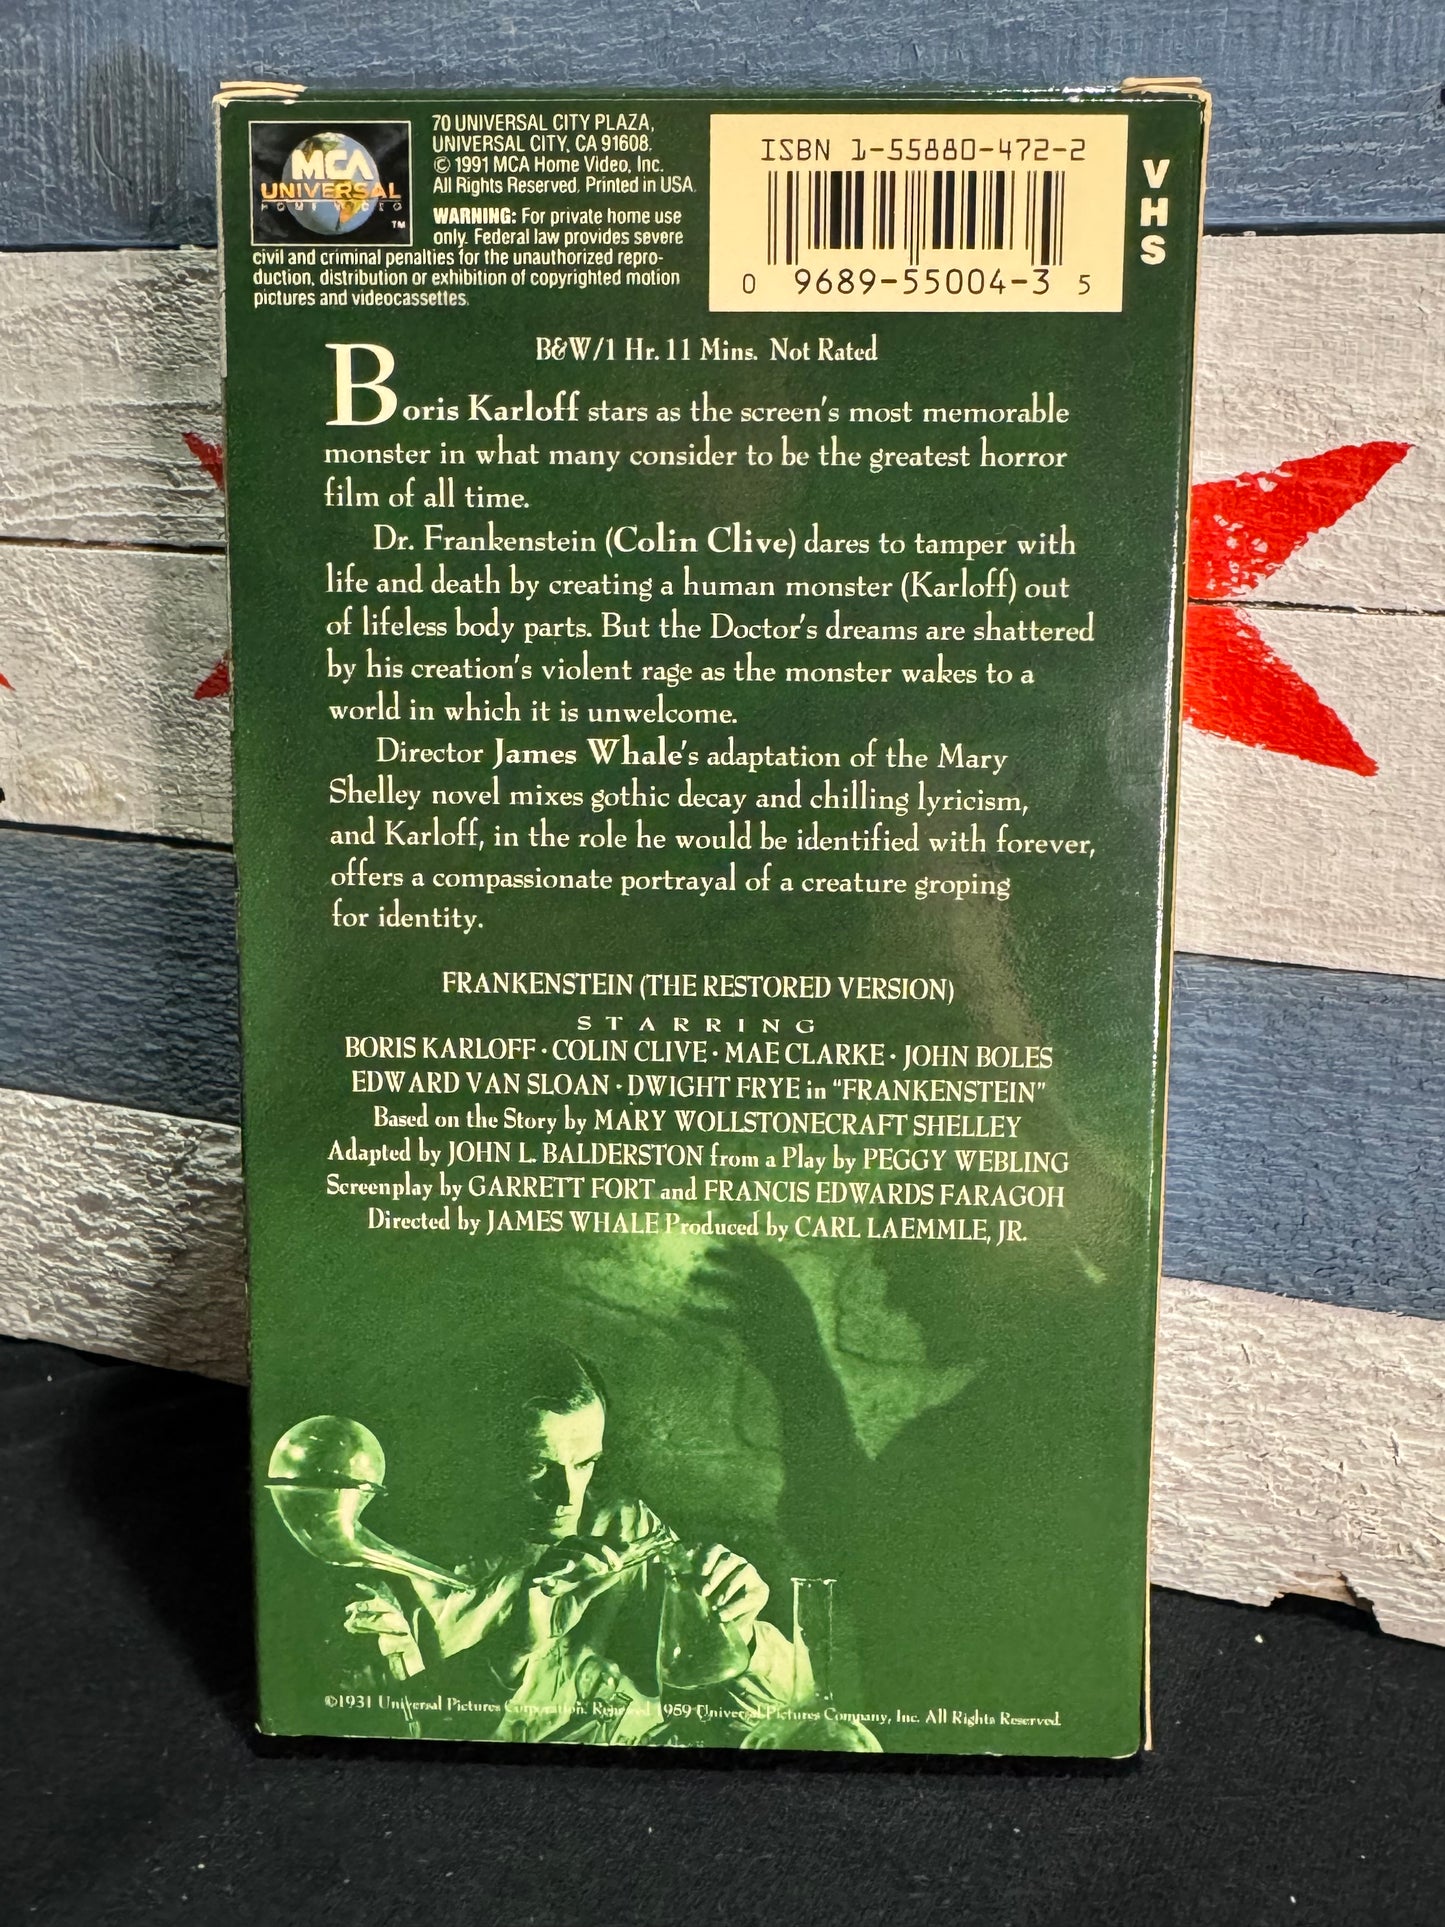 MCA
UNIVERSAL
HOME VIDEO
™
70 UNIVERSAL CITY PLAZA,
UNIVERSAL CITY, CA 91608.
© 1991 MCA Home Video, Inc.
All Rights Reserved. Printed in USA.
WARNING: For private home use
only. Federal law provides severe
civil and criminal penalties for the unauthorized repro-
duction, distribution or exhibition of copyrighted motion
pictures and videocassettes.
ISBN 1-55880-472-2
0 9689-55004-3 5
VHS
B&W/1 Hr. 11 Mins. Not Rated
Boris Karloff stars as the screen's most memorable
monster in what many consider to be the greatest horror
film of all time.
Dr. Frankenstein (Colin Clive) dares to tamper with
life and death by creating a human monster (Karloff) out
of lifeless body parts. But the Doctor's dreams are shattered
by his creation's violent rage as the monster wakes to a
world in which it is unwelcome.
Director James Whale's adaptation of the Mary
Shelley novel mixes gothic decay and chilling lyricism,
and Karloff, in the role he would be identified with forever,
offers a compassionate portrayal of a creature groping
for identity.
FRANKENSTEIN (THE RESTORED VERSION)
STARRING
BORIS KARLOFF · COLIN CLIVE · MAE CLARKE · JOHN BOLES
EDWARD VAN SLOAN · DWIGHT FRYE in "FRANKENSTEIN"
Based on the Story by MARY WOLLSTONECRAFT SHELLEY
Adapted by JOHN L. BALDERSTON from a Play by PEGGY WEBLING
Screenplay by GARRETT FORT and FRANCIS EDWARDS FARAGOH
Directed by JAMES WHALE Produced by CARL LAEMMLE, JR.
©1931 Universal Pictures Corporation. Renewed 1959 Universal Pictures Company, Inc. All Rights Reserved.